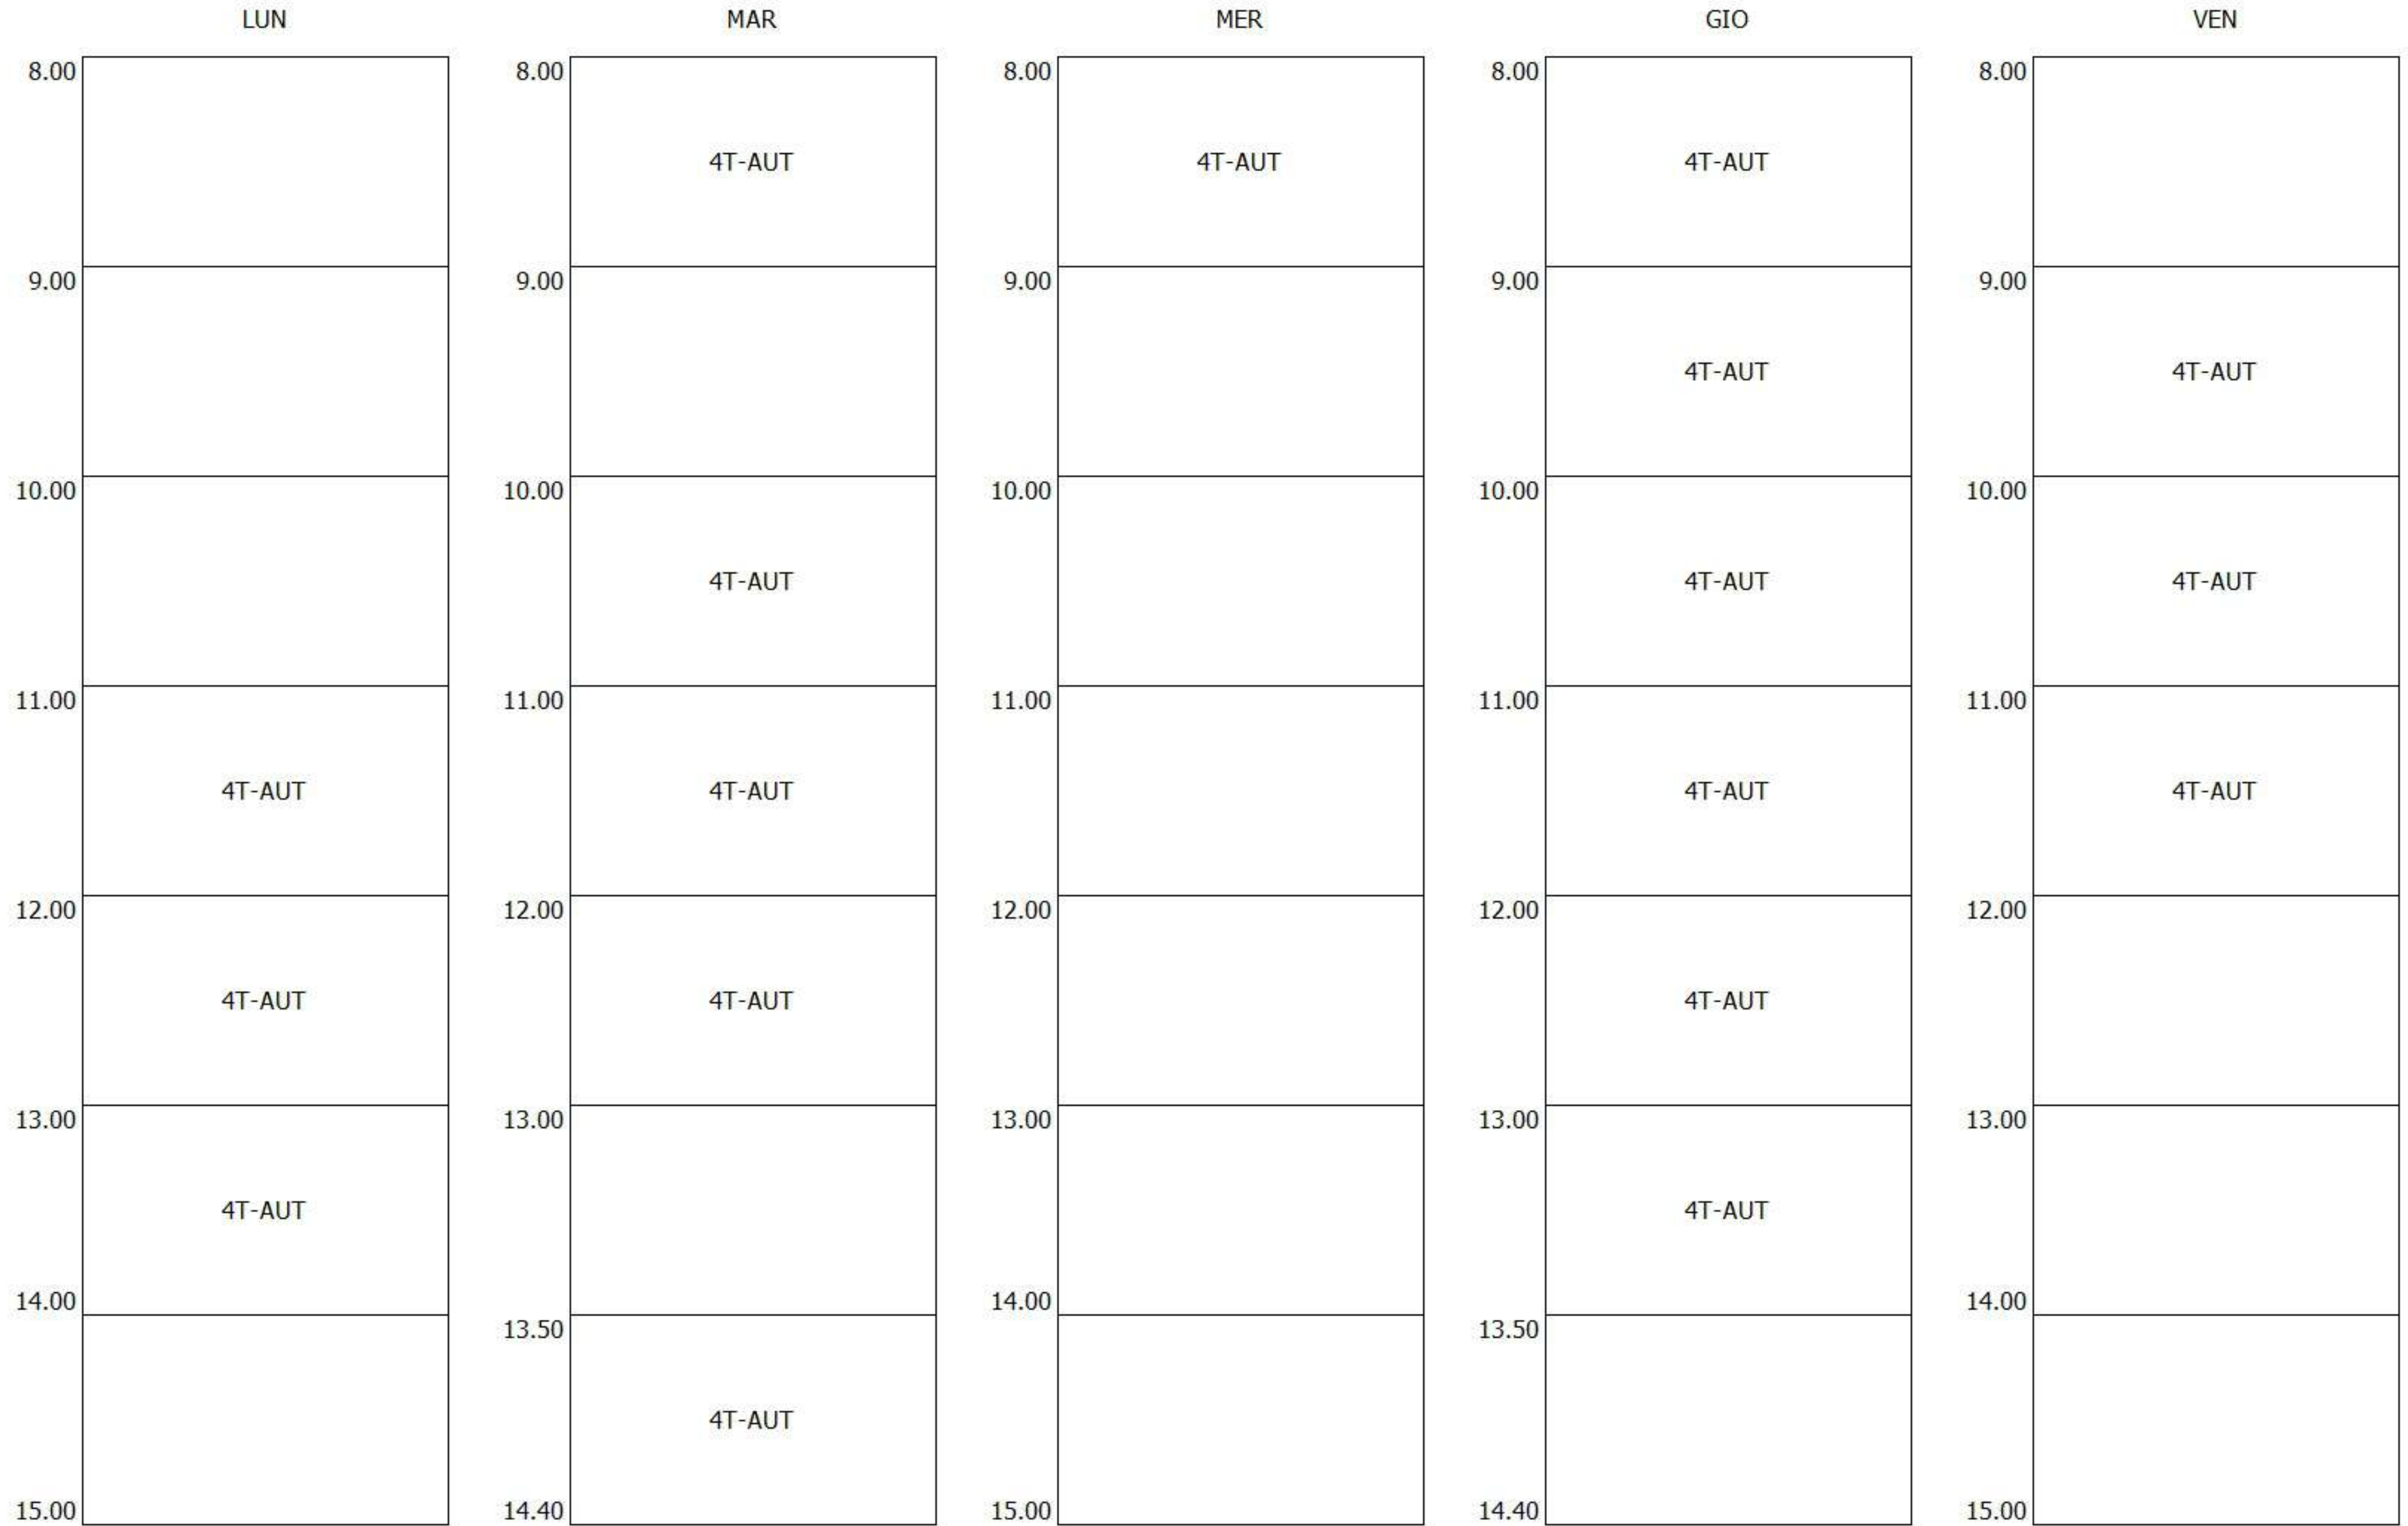 LUN MAR MER GIO VEN
8.00 8.00 8.00 8.00 8.00
4T-AUT 4T-AUT 4T-AUT
9.00 9.00 9.00 9.00 9.00
4T-AUT 4T-AUT
10.00 10.00 10.00 10.00 10.00
4T-AUT 4T-AUT 4T-AUT
11.00 11.00 11.00 11.00 11.00
4T-AUT 4T-AUT 4T-AUT 4T-AUT
12.00 12.00 12.00 12.00 12.00
4T-AUT 4T-AUT 4T-AUT
13.00 13.00 13.00 13.00 13.00
4T-AUT 4T-AUT
14.00 14.00 14.00
13.50 13.50
4T-AUT
15.00 14.40 15.00 14.40 15.00